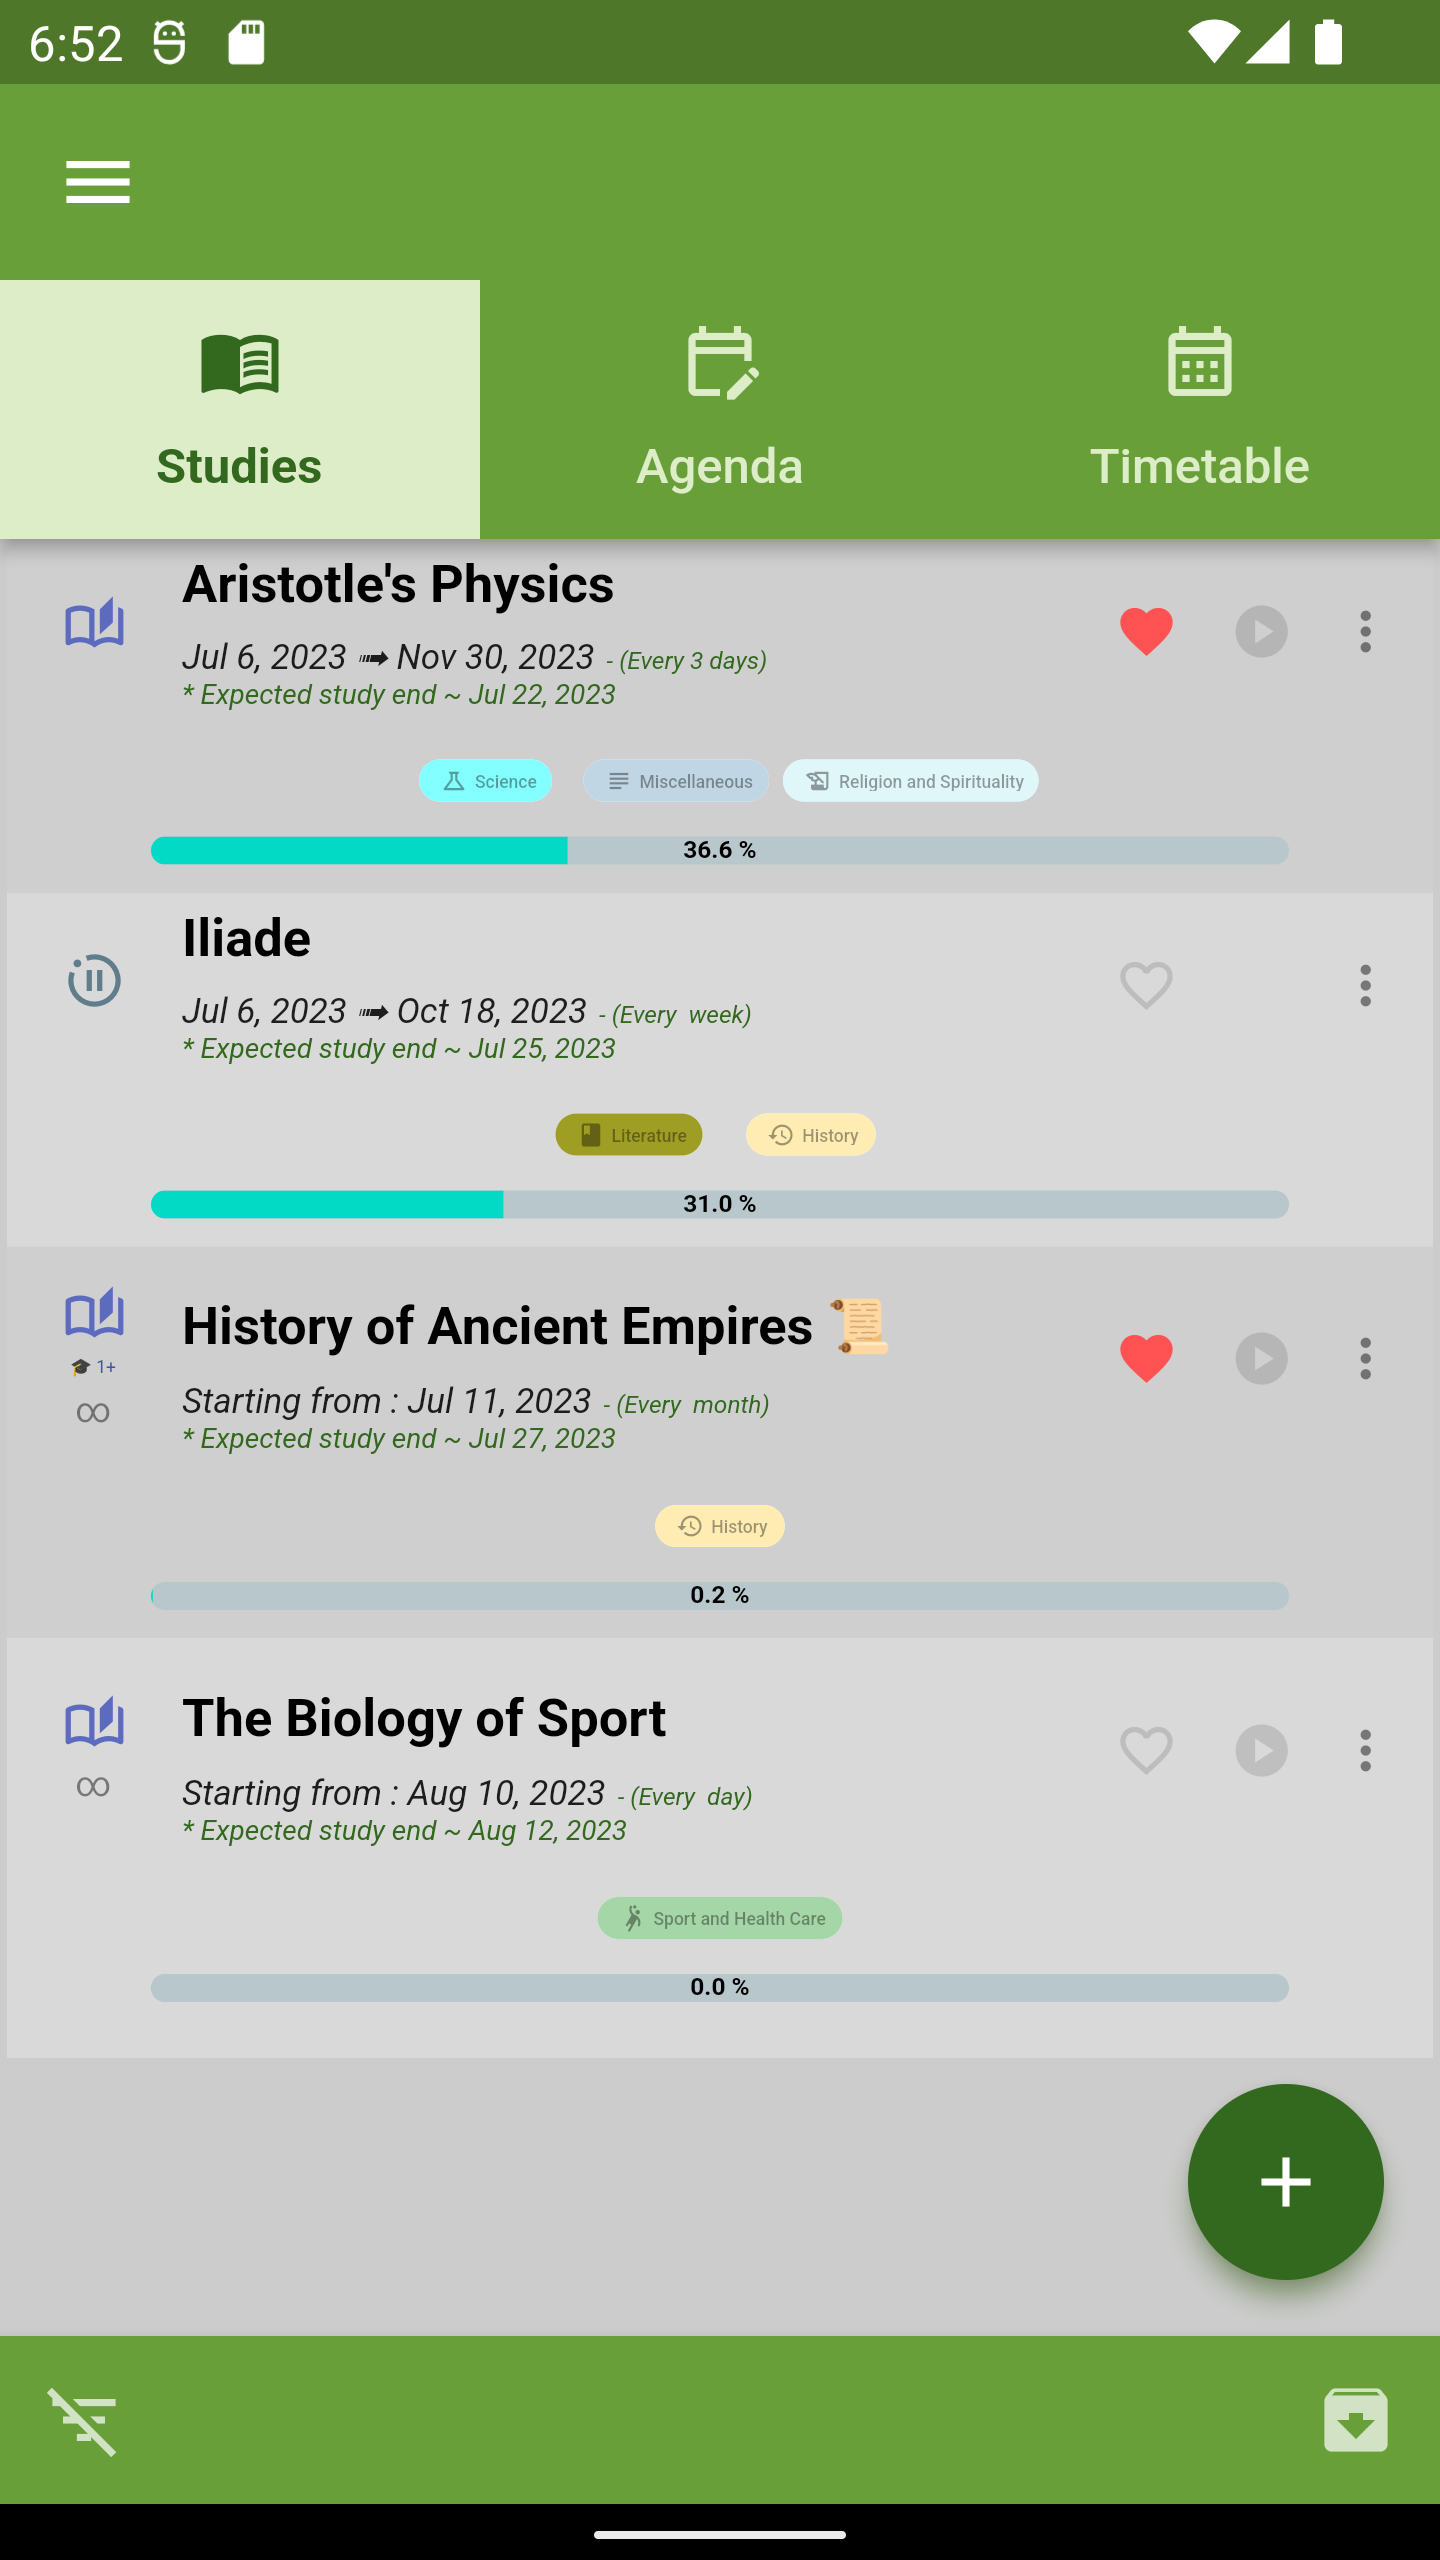 6:52
Studies
Agenda
Timetable
Aristotle's Physics
Jul 6, 2023 ➟ Nov 30, 2023 - (Every 3 days)
* Expected study end ~ Jul 22, 2023
Science
Miscellaneous
Religion and Spirituality
36.6 %
Iliade
Jul 6, 2023 ➟ Oct 18, 2023 - (Every  week)
* Expected study end ~ Jul 25, 2023
Literature
History
31.0 %
History of Ancient Empires 📜
🎓 1+
∞
Starting from : Jul 11, 2023 - (Every  month)
* Expected study end ~ Jul 27, 2023
History
0.2 %
The Biology of Sport
∞
Starting from : Aug 10, 2023 - (Every  day)
* Expected study end ~ Aug 12, 2023
Sport and Health Care
0.0 %